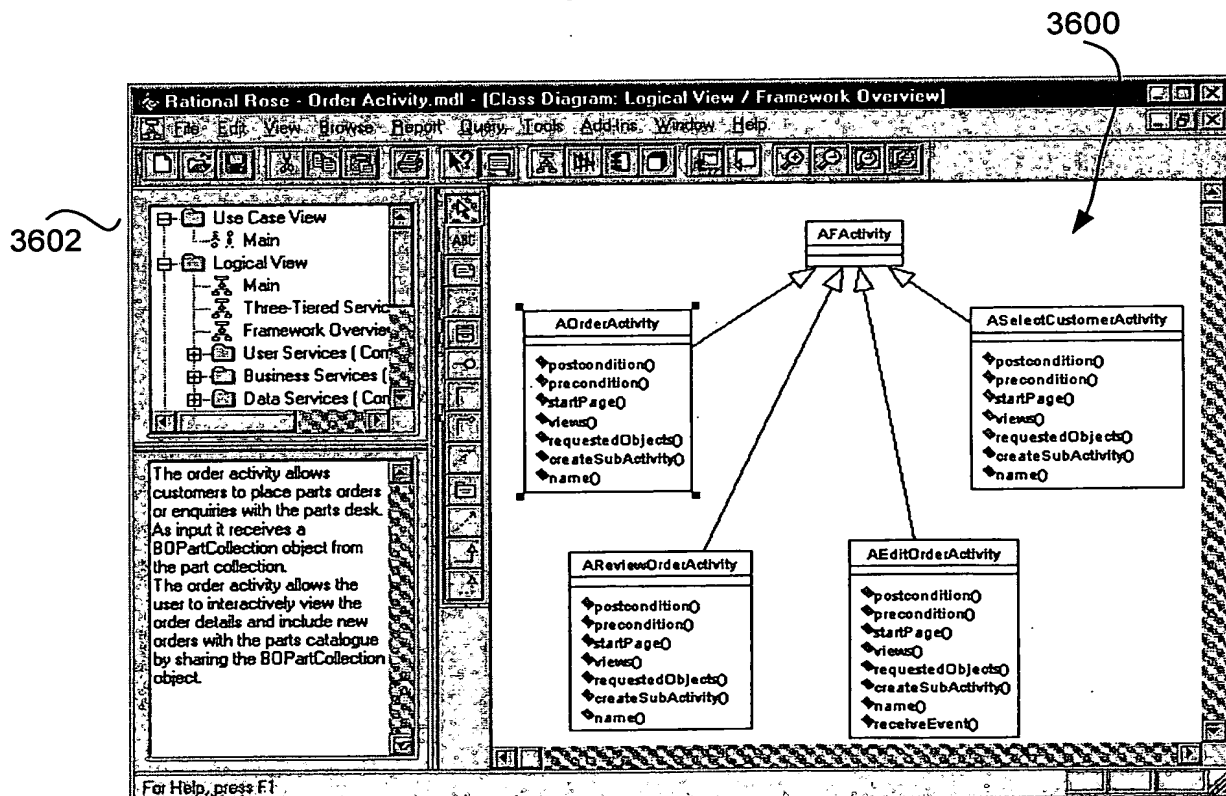 3600
Rational Rose - Order Activity.mdl - [Class Diagram: Logical View / Framework Overview]
File Edit View Browse Report Query Tools Add-Ins Window Help
3602
Use Case View
Main
Logical View
Main
Three-Tiered Servic
Framework Overvie
User Services ( Com
Business Services (
Data Services ( Con
ABC
The order activity allows
customers to place parts orders
or enquiries with the parts desk.
As input it receives a
BOPartCollection object from
the part collection.
The order activity allows the
user to interactively view the
order details and include new
orders with the parts catalogue
by sharing the BOPartCollection
object.
AFActivity
AOrderActivity
postcondition()
precondition()
startPage()
views()
requestedObjects()
createSubActivity()
name()
ASelectCustomerActivity
postcondition()
precondition()
startPage()
views()
requestedObjects()
createSubActivity()
name()
AReviewOrderActivity
postcondition()
precondition()
startPage()
views()
requestedObjects()
createSubActivity()
name()
AEditOrderActivity
postcondition()
precondition()
startPage()
views()
requestedObjects()
createSubActivity()
name()
receiveEvent()
For Help, press F1